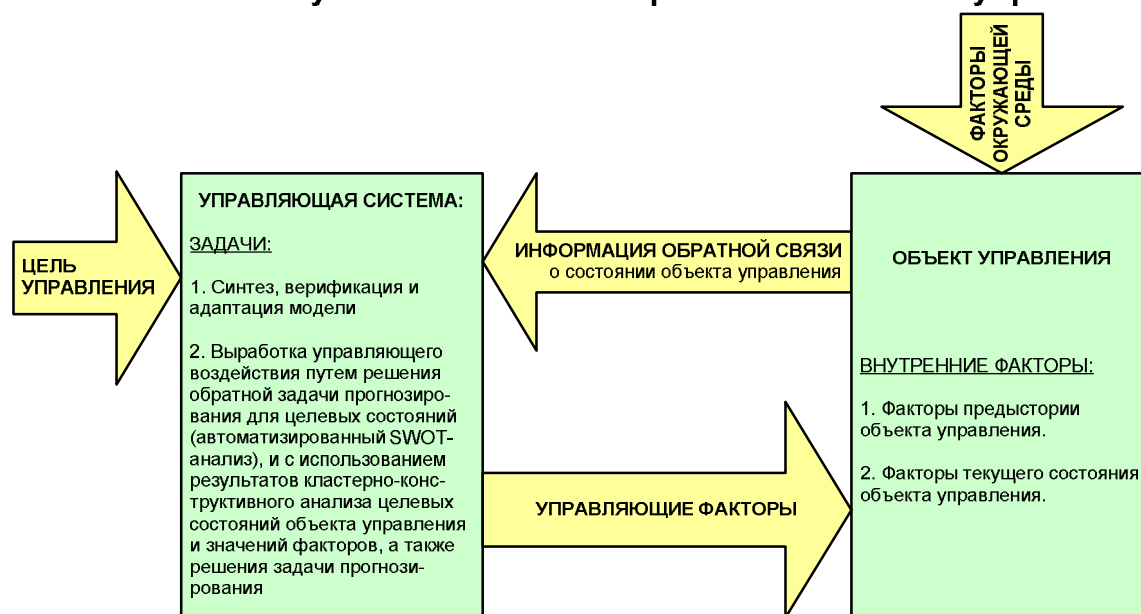 ФАКТОРЫ
ОКРУЖАЮЩЕЙ
СРЕДЫ
ЦЕЛЬ
УПРАВЛЕНИЯ
УПРАВЛЯЮЩАЯ СИСТЕМА:
ЗАДАЧИ:
1. Синтез, верификация и
адаптация модели
2. Выработка управляющего
воздействия путем решения
обратной задачи прогнозиро-
вания для целевых состояний
(автоматизированный SWOT-
анализ), и с использованием
результатов кластерно-конс-
труктивного анализа целевых
состояний объекта управления
и значений факторов, а также
решения задачи прогнози-
рования
ИНФОРМАЦИЯ ОБРАТНОЙ СВЯЗИ
о состоянии объекта управления
УПРАВЛЯЮЩИЕ ФАКТОРЫ
ОБЪЕКТ УПРАВЛЕНИЯ
ВНУТРЕННИЕ ФАКТОРЫ:
1. Факторы предыстории
объекта управления.
2. Факторы текущего состояния
объекта управления.